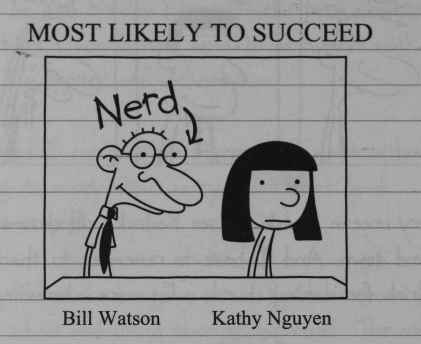 MOST LIKELY TO SUCCEED
Nerd
Bill Watson Kathy Nguyen